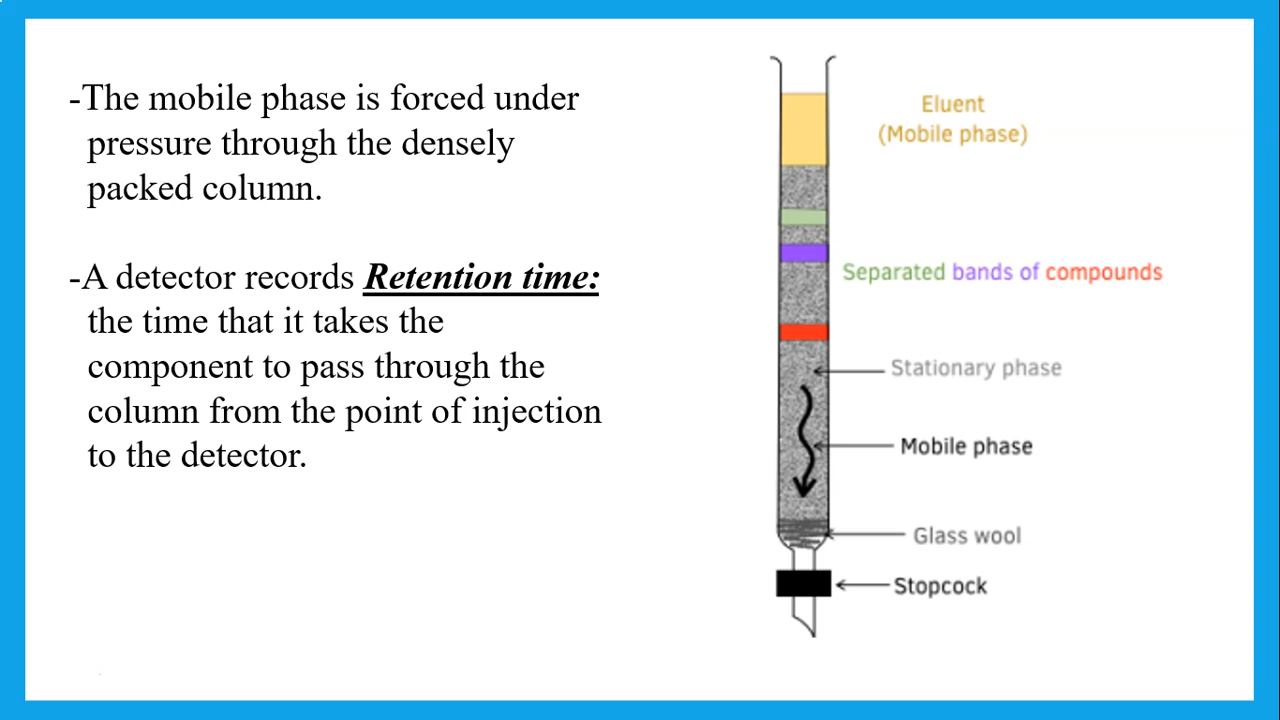 -The mobile phase is forced under
pressure through the densely
packed column.
-A detector records Retention time:
the time that it takes the
component to pass through the
column from the point of injection
to the detector.
Eluent
(Mobile phase)
Separated bands of compounds
Stationary phase
Mobile phase
Glass wool
Stopcock